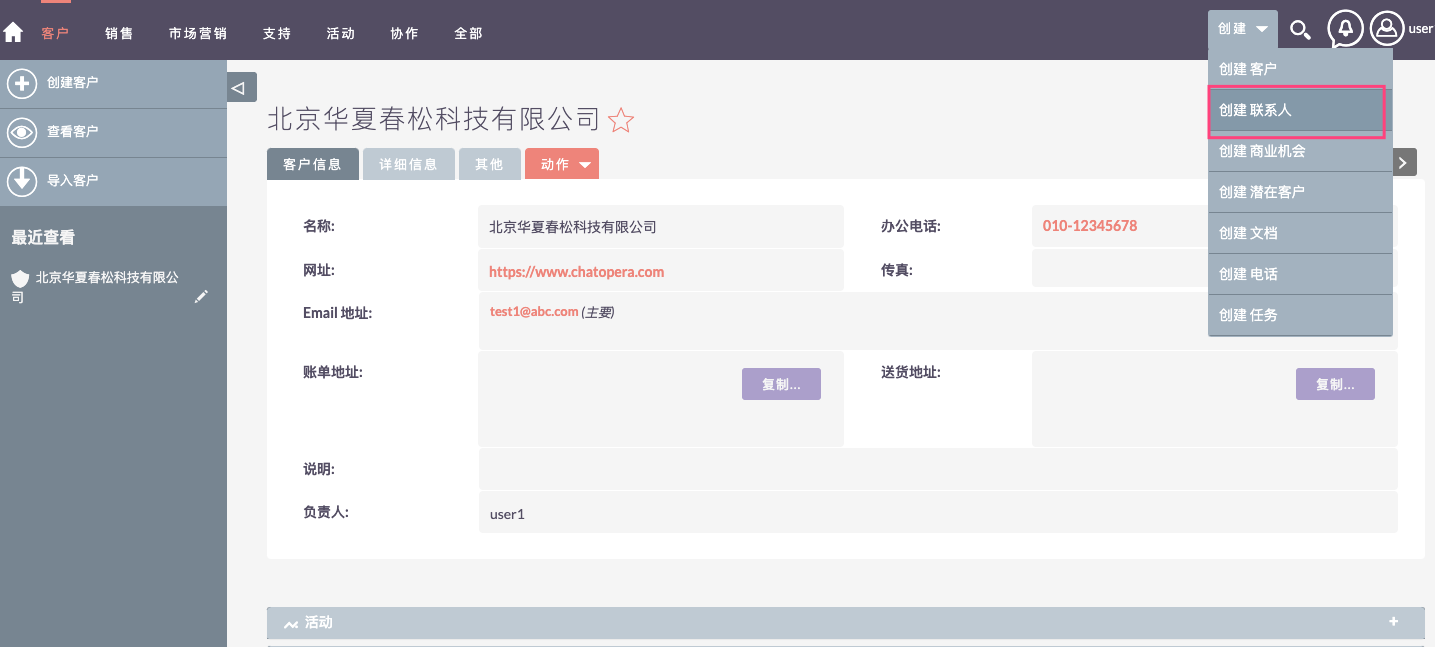 客户 销售 市场营销 支持 活动 协作 全部 创建 user
创建客户
查看客户
导入客户
最近查看
北京华夏春松科技有限公
司
北京华夏春松科技有限公司
客户信息 详细信息 其他 动作
名称: 北京华夏春松科技有限公司 办公电话: 010-12345678
网址: https://www.chatopera.com 传真:
Email 地址: test1@abc.com (主要)
账单地址: 复制... 送货地址: 复制...
说明:
负责人: user1
活动 +
创建 客户
创建 联系人
创建 商业机会
创建 潜在客户
创建 文档
创建 电话
创建 任务